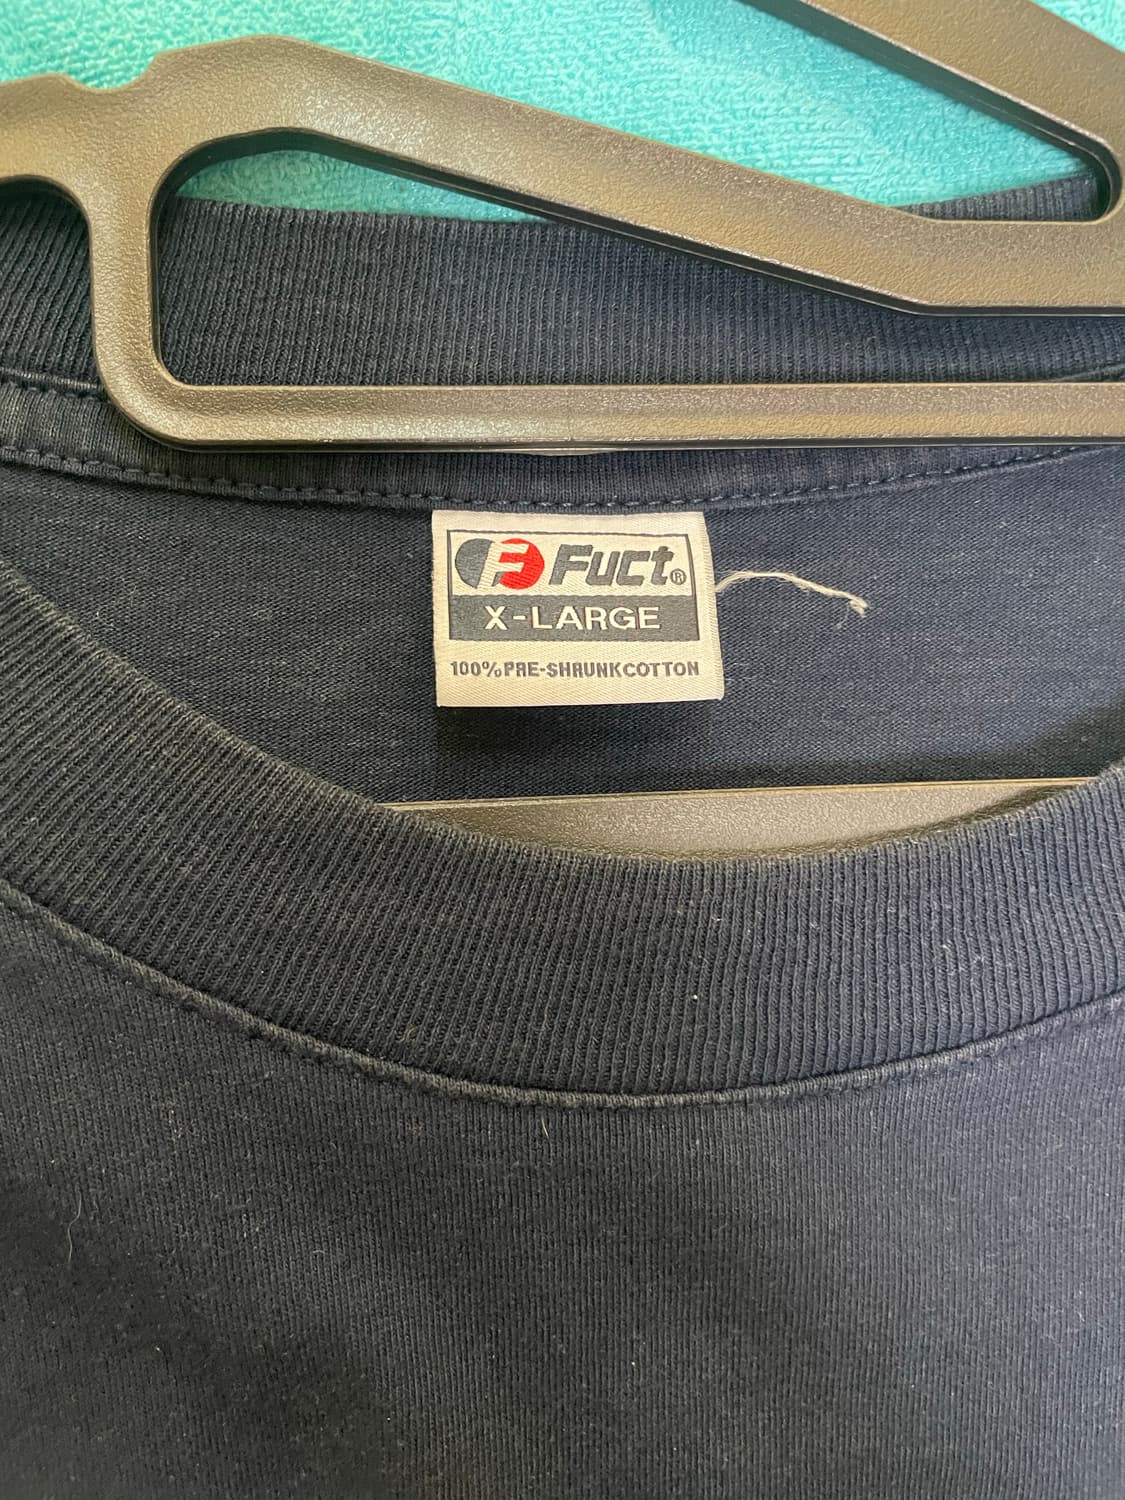 F Fuct®
X-LARGE
100% PRE-SHRUNK COTTON